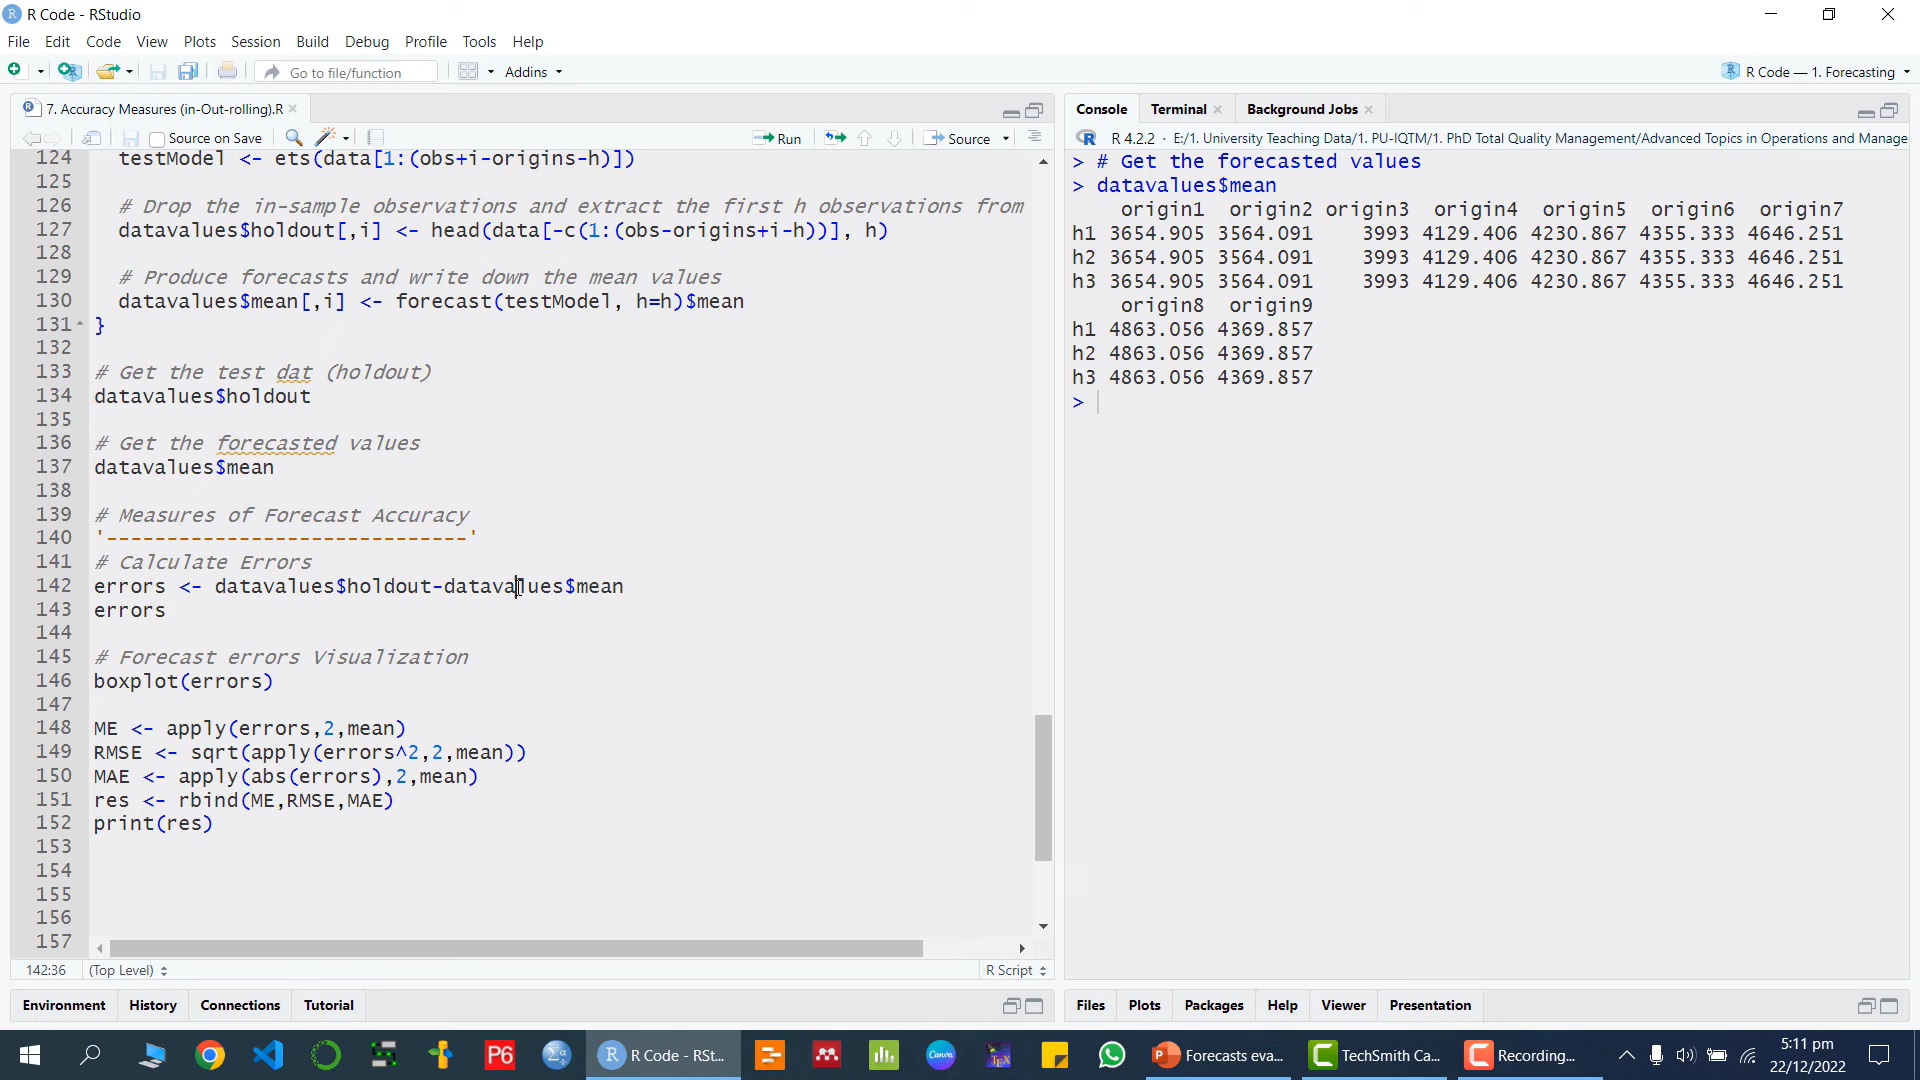 R Code - RStudio
File Edit Code View Plots Session Build Debug Profile Tools Help
Go to file/function Addins R Code — 1. Forecasting
7. Accuracy Measures (in-Out-rolling).R
Source on Save Run Source
124 testModel <- ets(data[1:(obs+i-origins-h)])
125
126 # Drop the in-sample observations and extract the first h observations from
127 datavalues$holdout[,i] <- head(data[-c(1:(obs-origins+i-h))], h)
128
129 # Produce forecasts and write down the mean values
130 datavalues$mean[,i] <- forecast(testModel, h=h)$mean
131 }
132
133 # Get the test dat (holdout)
134 datavalues$holdout
135
136 # Get the forecasted values
137 datavalues$mean
138
139 # Measures of Forecast Accuracy
140 '------------------------------'
141 # Calculate Errors
142 errors <- datavalues$holdout-datavalues$mean
143 errors
144
145 # Forecast errors Visualization
146 boxplot(errors)
147
148 ME <- apply(errors,2,mean)
149 RMSE <- sqrt(apply(errors^2,2,mean))
150 MAE <- apply(abs(errors),2,mean)
151 res <- rbind(ME,RMSE,MAE)
152 print(res)
153
154
155
156
157
142:36 (Top Level) R Script
Environment History Connections Tutorial
Console Terminal Background Jobs
R 4.2.2 · E:/1. University Teaching Data/1. PU-IQTM/1. PhD Total Quality Management/Advanced Topics in Operations and Manage
> # Get the forecasted values
> datavalues$mean
origin1 origin2 origin3 origin4 origin5 origin6 origin7
h1 3654.905 3564.091 3993 4129.406 4230.867 4355.333 4646.251
h2 3654.905 3564.091 3993 4129.406 4230.867 4355.333 4646.251
h3 3654.905 3564.091 3993 4129.406 4230.867 4355.333 4646.251
origin8 origin9
h1 4863.056 4369.857
h2 4863.056 4369.857
h3 4863.056 4369.857
>
Files Plots Packages Help Viewer Presentation
P6 R Code - RSt... Canva TEX Forecasts eva... TechSmith Ca... Recording... 5:11 pm
22/12/2022